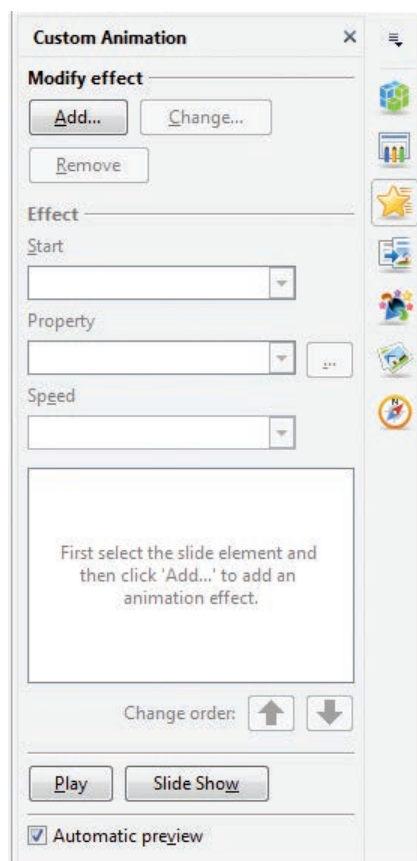 Custom Animation
Modify effect
Add...
Change...
Remove
Effect
Start
Property
...
Speed
First select the slide element and
then click 'Add...' to add an
animation effect.
Change order:
Play
Slide Show
Automatic preview